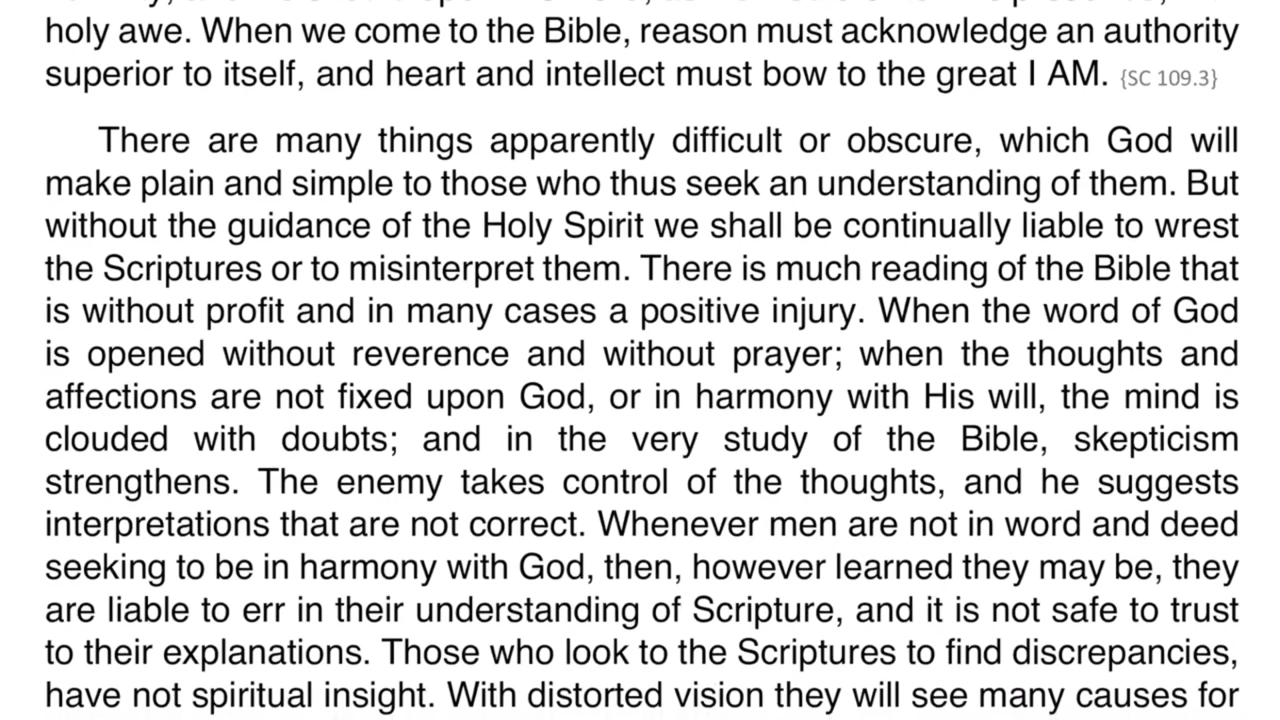 holy awe. When we come to the Bible, reason must acknowledge an authority
superior to itself, and heart and intellect must bow to the great I AM. {SC 109.3}
There are many things apparently difficult or obscure, which God will
make plain and simple to those who thus seek an understanding of them. But
without the guidance of the Holy Spirit we shall be continually liable to wrest
the Scriptures or to misinterpret them. There is much reading of the Bible that
is without profit and in many cases a positive injury. When the word of God
is opened without reverence and without prayer; when the thoughts and
affections are not fixed upon God, or in harmony with His will, the mind is
clouded with doubts; and in the very study of the Bible, skepticism
strengthens. The enemy takes control of the thoughts, and he suggests
interpretations that are not correct. Whenever men are not in word and deed
seeking to be in harmony with God, then, however learned they may be, they
are liable to err in their understanding of Scripture, and it is not safe to trust
to their explanations. Those who look to the Scriptures to find discrepancies,
have not spiritual insight. With distorted vision they will see many causes for